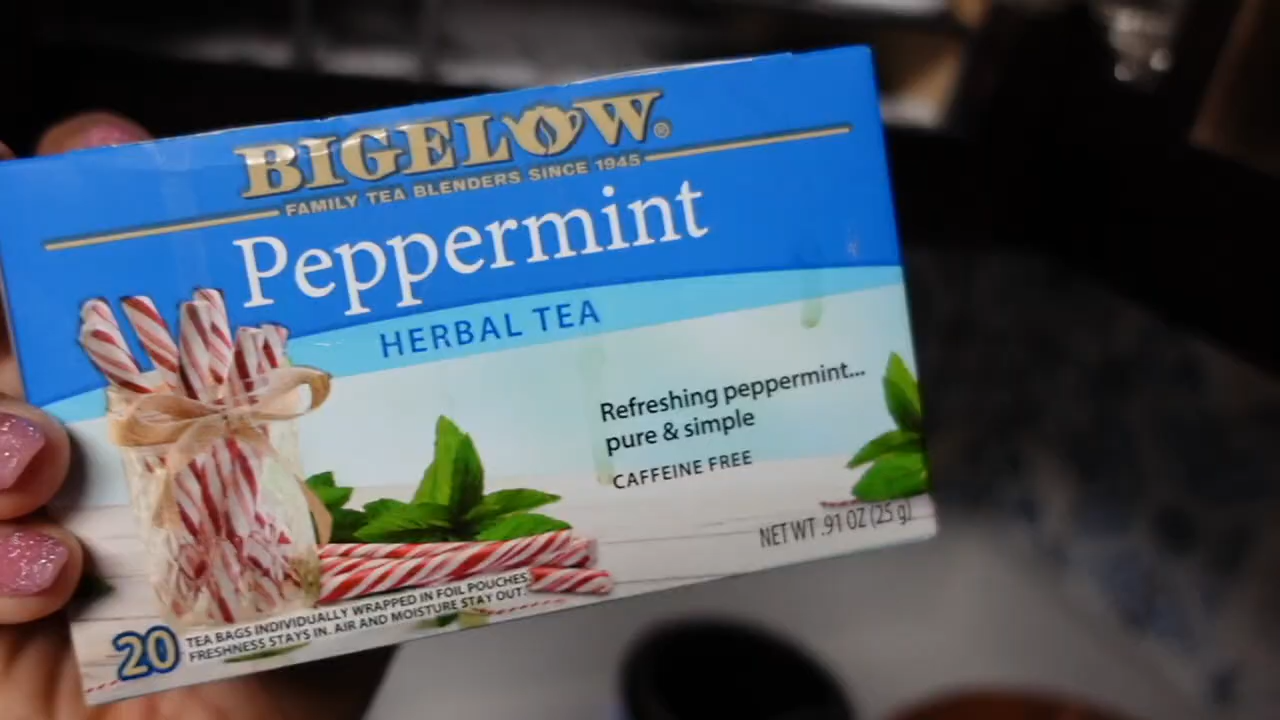 BIGELOW®
FAMILY TEA BLENDERS SINCE 1945
Peppermint
HERBAL TEA
Refreshing peppermint...
pure & simple
CAFFEINE FREE
NET WT .91 OZ (25 g)
20 TEA BAGS INDIVIDUALLY WRAPPED IN FOIL POUCHES.
FRESHNESS STAYS IN. AIR AND MOISTURE STAY OUT.